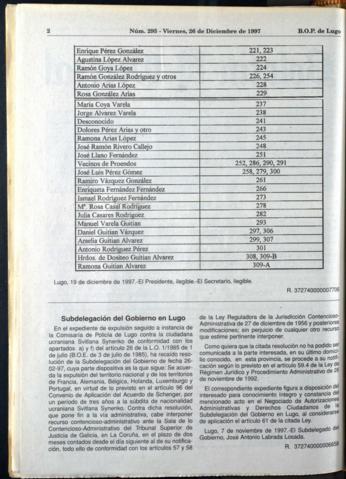 2
Núm. 295 - Viernes, 26 de Diciembre de 1997
B.O.P. de Lugo
Enrique Pérez González 221, 223
Agustina López Alvarez 222
Ramón Goya López 224
Ramón González Rodríguez y otros 226, 254
Antonio Arias López 228
Rosa González Arias 229
María Coya Varela 237
Jorge Alvarez Varela 238
Desconocido 241
Dolores Pérez Arias y otro 243
Ramona Arias López 245
José Ramón Rivero Callejo 248
José Llano Fernández 251
Vecinos de Proendos 252, 286, 290, 291
José Luis Pérez Gómez 258, 279, 300
Ramiro Vázquez González 261
Enriqueta Fernández Fernández 266
Ismael Rodríguez Fernández 273
Mª. Rosa Casal Rodríguez 278
Julia Casares Rodríguez 282
Manuel Varela Guitián 293
Daniel Guitian Vázquez 297, 306
Amelia Guitian Alvarez 299, 307
Antonio Rodríguez Pérez 301
Hrdos. de Dositeo Guitian Alvarez 308, 309-B
Ramona Guitian Alvarez 309-A
Lugo, 19 de diciembre de 1997.-El Presidente, ilegible.-El Secretario, ilegible.
R. 3727400000077
Subdelegación del Gobierno en Lugo
En el expediente de expulsión seguido a instancia de
la Comisaría de Policía de Lugo contra la ciudadana
ucraniana Svitlana Synenko de conformidad con los
apartados a) y f) del artículo 26 de la L.O. 1/1985 de 1
de julio (B.O.E. de 3 de julio de 1985), ha recaído reso-
lución de la Subdelegación del Gobierno de fecha 26-
52-97, cuya parte dispositiva es la que sigue: Se acuer-
da la expulsión del territorio nacional y de los territorios
de Francia, Alemania, Bélgica, Holanda, Luxemburgo y
Portugal, en virtud de lo previsto en el artículo 96 del
Convenio de Aplicación del Acuerdo de Schengen, por
un período de tres años a la súbdita de nacionalidad
ucraniana Svitlana Synenko. Contra dicha resolución,
que pone fin a la vía administrativa, cabe interponer
recurso contencioso-administrativo ante la Sala de lo
Contencioso-Administrativo del Tribunal Superior de
Justicia de Galicia, en La Coruña, en el plazo de dos
meses contados desde el día siguiente al de su notifica-
ción, todo ello de conformidad con los artículos 57 y 58
de la Ley Reguladora de la Jurisdicción Contencioso-
Administrativa de 27 de diciembre de 1956 y posteriores
modificaciones; sin perjuicio de cualquier otro recurso
que estime pertinente interponer.
Como quiera que la citada resolución no ha podido ser
comunicada a la parte interesada, en su último domici-
lio conocido, en esta provincia, se procede a su notifi-
cación según lo previsto en el artículo 59.4 de la Ley de
Régimen Jurídico y Procedimiento Administrativo de 26
de noviembre de 1992.
El correspondiente expediente figura a disposición del
interesado para conocimiento íntegro y constancia del
mencionado acto en el Negociado de Autorizaciones
Administrativas y Derechos Ciudadanos de la
Subdelegación del Gobierno en Lugo, al considerarse
de aplicación el artículo 61 de la citada Ley.
Lugo, 7 de noviembre de 1997.-El Subdelegado del
Gobierno, José Antonio Labrada Losada.
R.